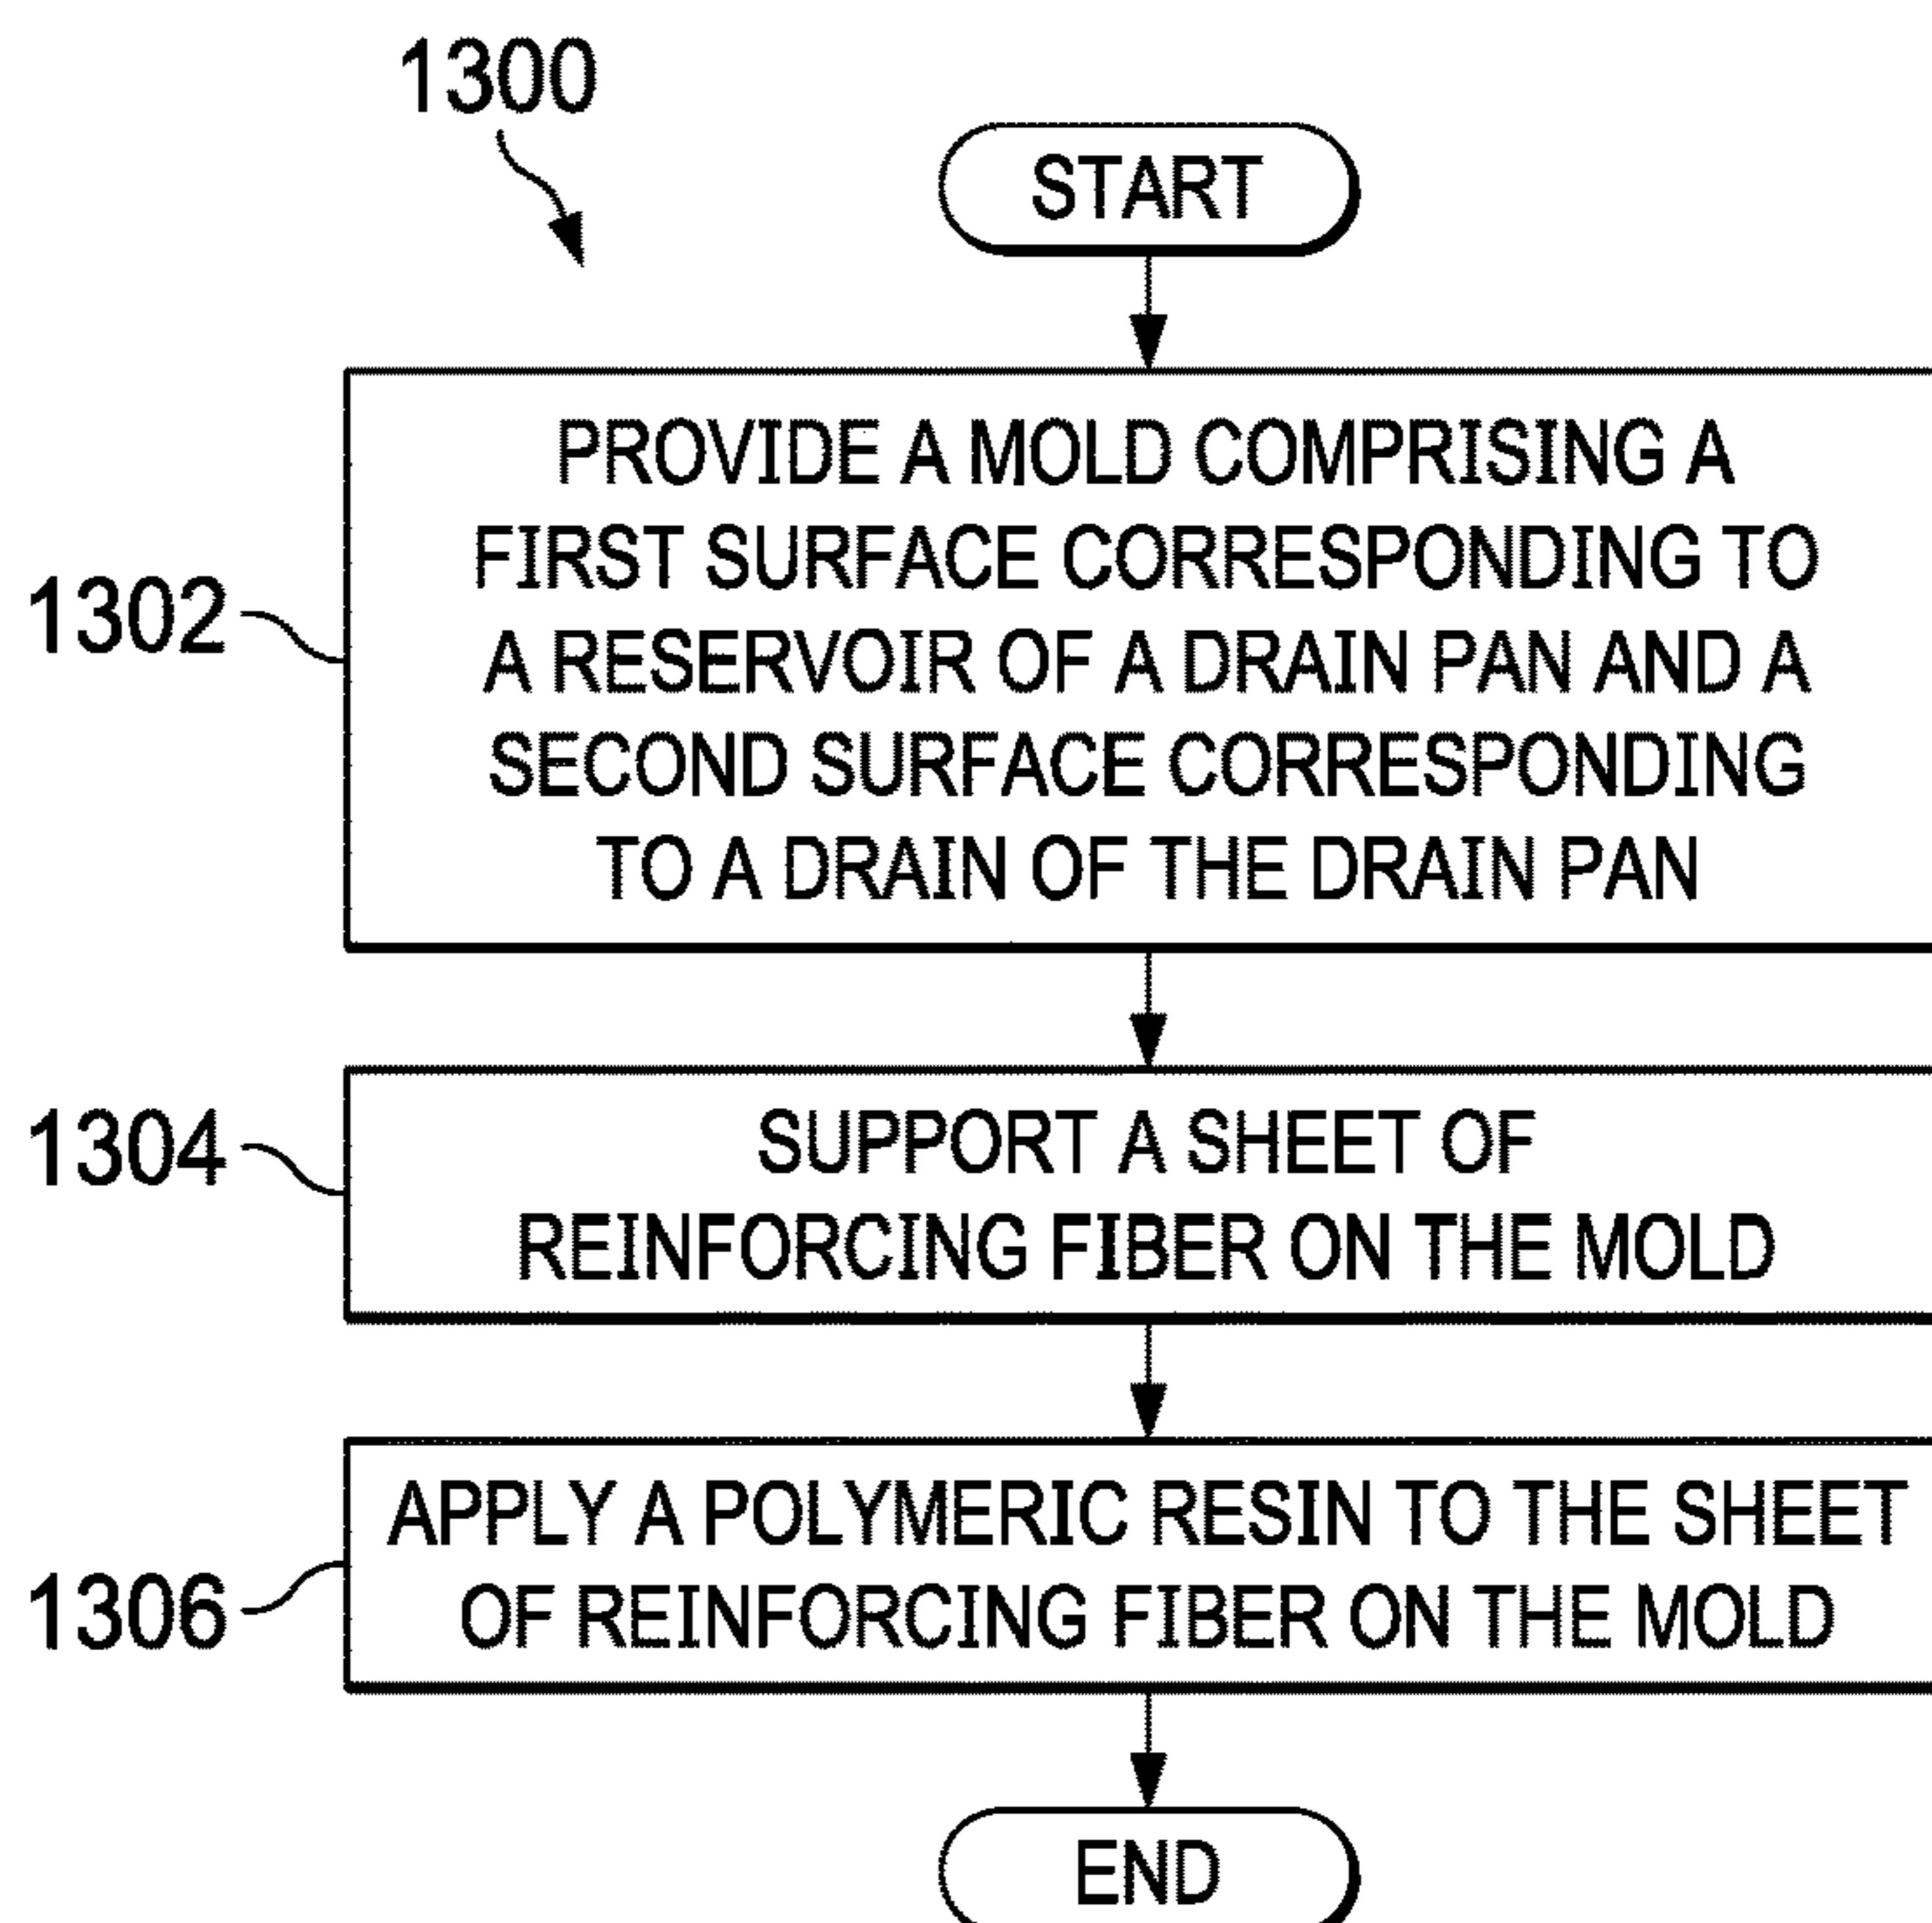 1300
START
1302
PROVIDE A MOLD COMPRISING A
FIRST SURFACE CORRESPONDING TO
A RESERVOIR OF A DRAIN PAN AND A
SECOND SURFACE CORRESPONDING
TO A DRAIN OF THE DRAIN PAN
1304
SUPPORT A SHEET OF
REINFORCING FIBER ON THE MOLD
1306
APPLY A POLYMERIC RESIN TO THE SHEET
OF REINFORCING FIBER ON THE MOLD
END